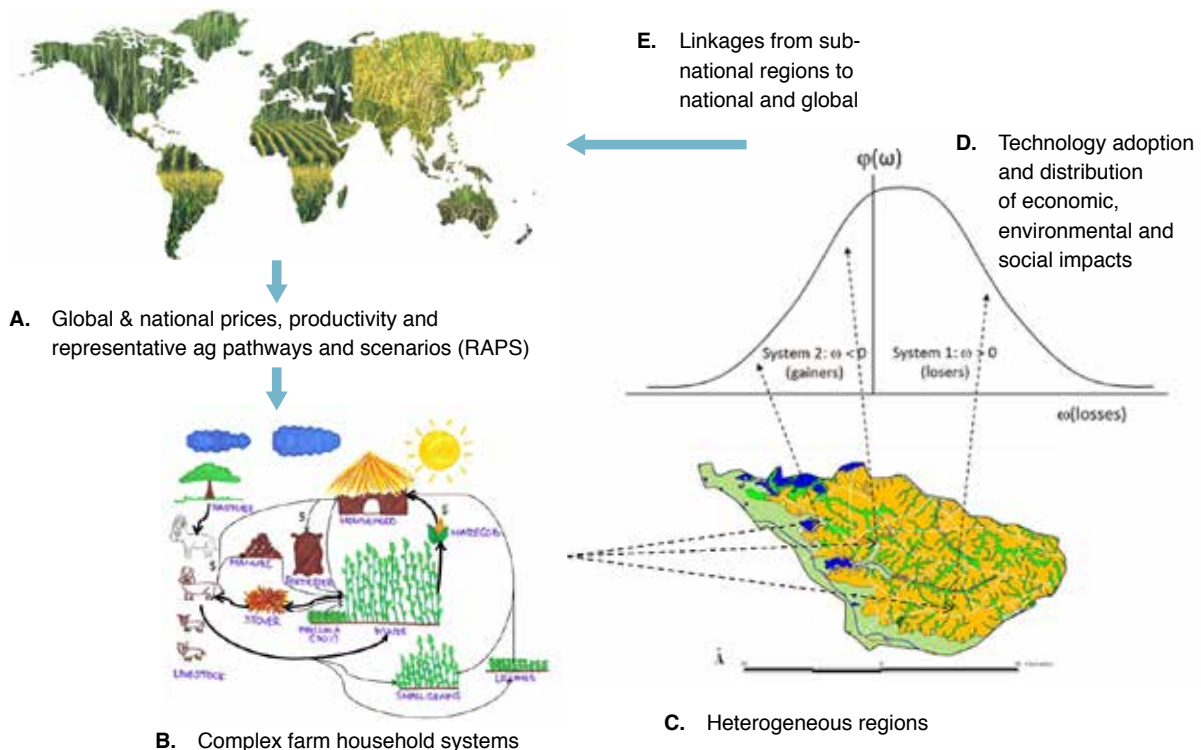 E. Linkages from sub-
national regions to
national and global
φ(ω)
D. Technology adoption
and distribution
of economic,
environmental and
social impacts
A. Global & national prices, productivity and
representative ag pathways and scenarios (RAPS)
System 2: ω < 0
(gainers)
System 1: ω > 0
(losers)
ω(losses)
PASTURE
$
HOUSEHOLD
$
MANURE
$
STOVER
MAIZE
LIVESTOCK
SMALL GRAINS
LEGUMES
B. Complex farm household systems
C. Heterogeneous regions